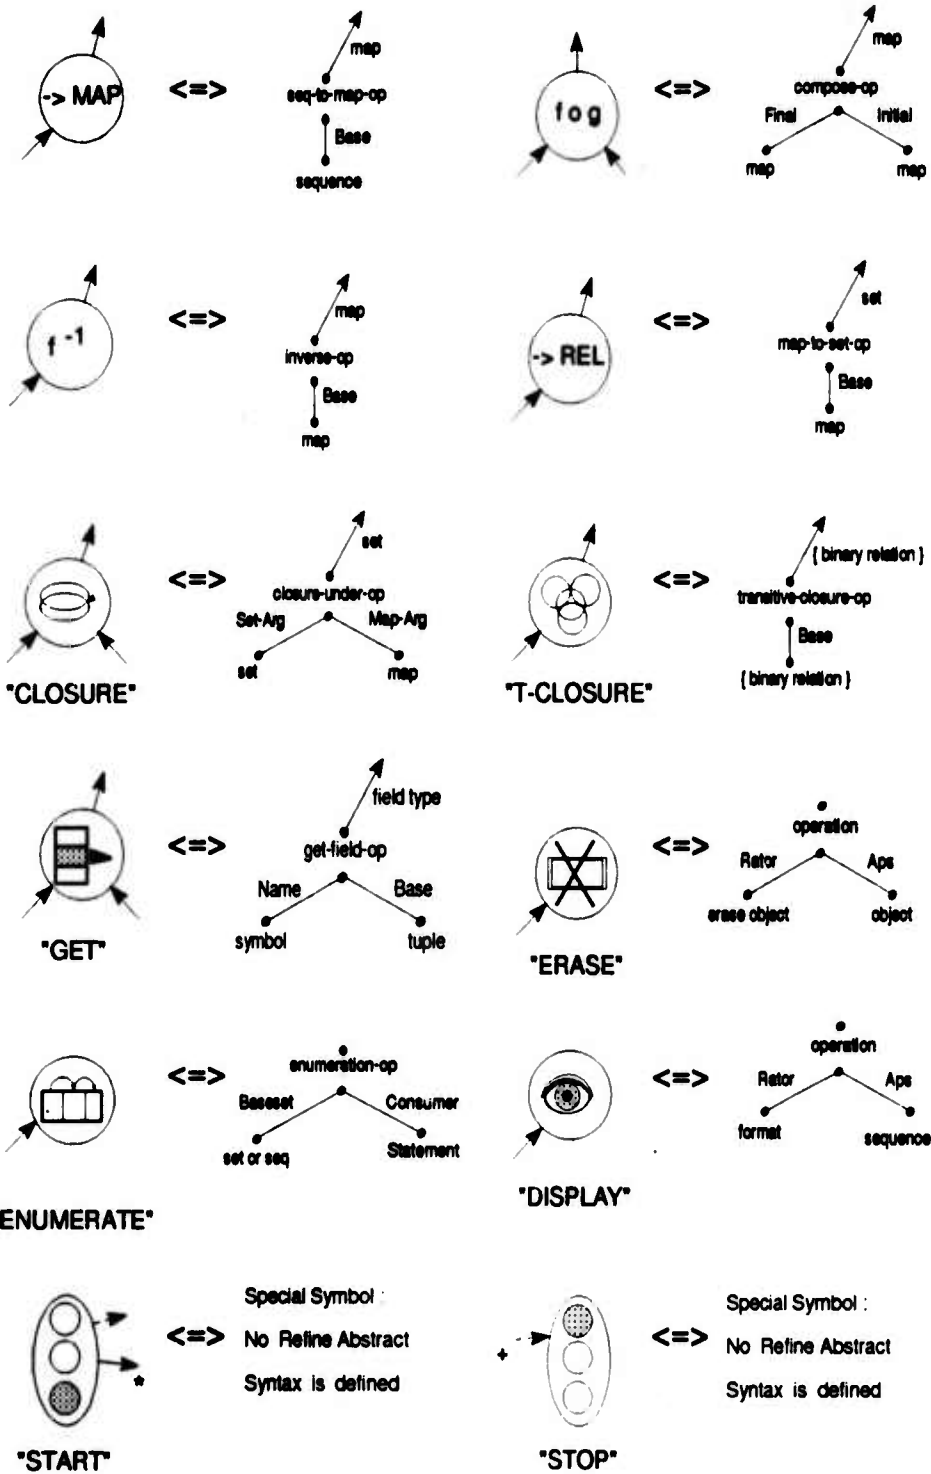 -> MAP
<=>
map
seq-to-map-op
Base
sequence
f o g
<=>
map
compose-op
Final Initial
map map
f -1
<=>
map
inverse-op
Base
map
-> REL
<=>
set
map-to-set-op
Base
map
<=>
set
closure-under-op
Set-Arg Map-Arg
set map
"CLOSURE"
<=>
{ binary relation }
transitive-closure-op
Base
{ binary relation }
"T-CLOSURE"
<=>
field type
get-field-op
Name Base
symbol tuple
"GET"
<=>
operation
Rator Aps
erase object object
"ERASE"
<=>
enumeration-op
Baseset Consumer
set or seq Statement
ENUMERATE"
<=>
operation
Rator Aps
format sequence
"DISPLAY"
*
<=>
Special Symbol :
No Refine Abstract
Syntax is defined
"START"
+
<=>
Special Symbol :
No Refine Abstract
Syntax is defined
"STOP"